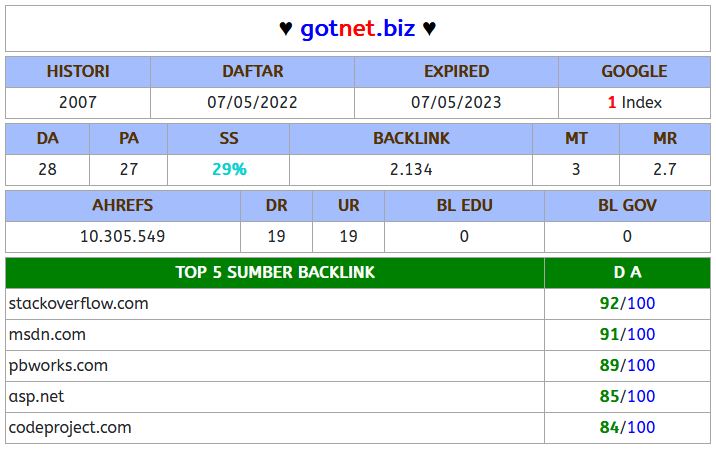 ♥ gotnet.biz ♥
HISTORI DAFTAR EXPIRED GOOGLE
2007 07/05/2022 07/05/2023 1 Index
DA PA SS BACKLINK MT MR
28 27 29% 2.134 3 2.7
AHREFS DR UR BL EDU BL GOV
10.305.549 19 19 0 0
TOP 5 SUMBER BACKLINK D A
stackoverflow.com 92/100
msdn.com 91/100
pbworks.com 89/100
asp.net 85/100
codeproject.com 84/100